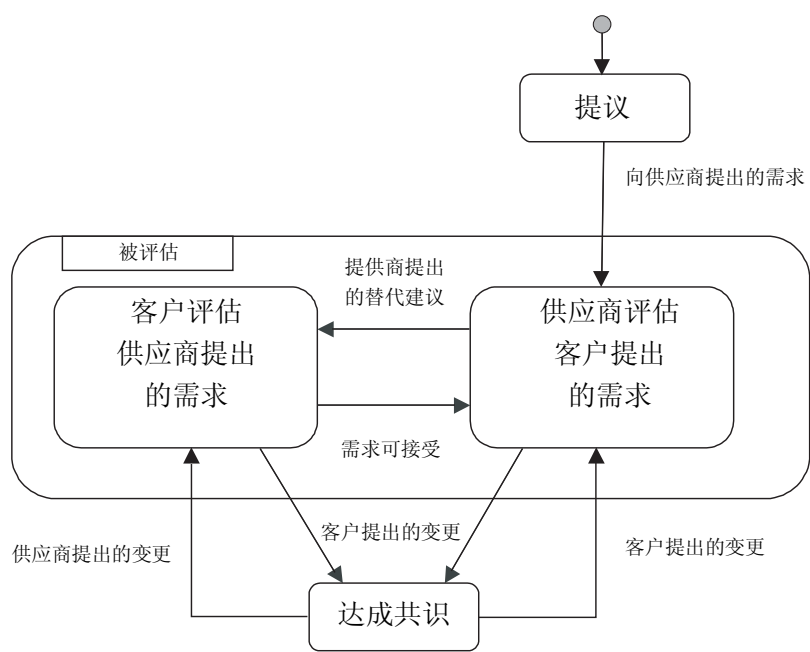 提议
向供应商提出的需求
被评估
提供商提出
的替代建议
客户评估
供应商提出
的需求
供应商评估
客户提出
的需求
需求可接受
客户提出的变更
供应商提出的变更
客户提出的变更
达成共识